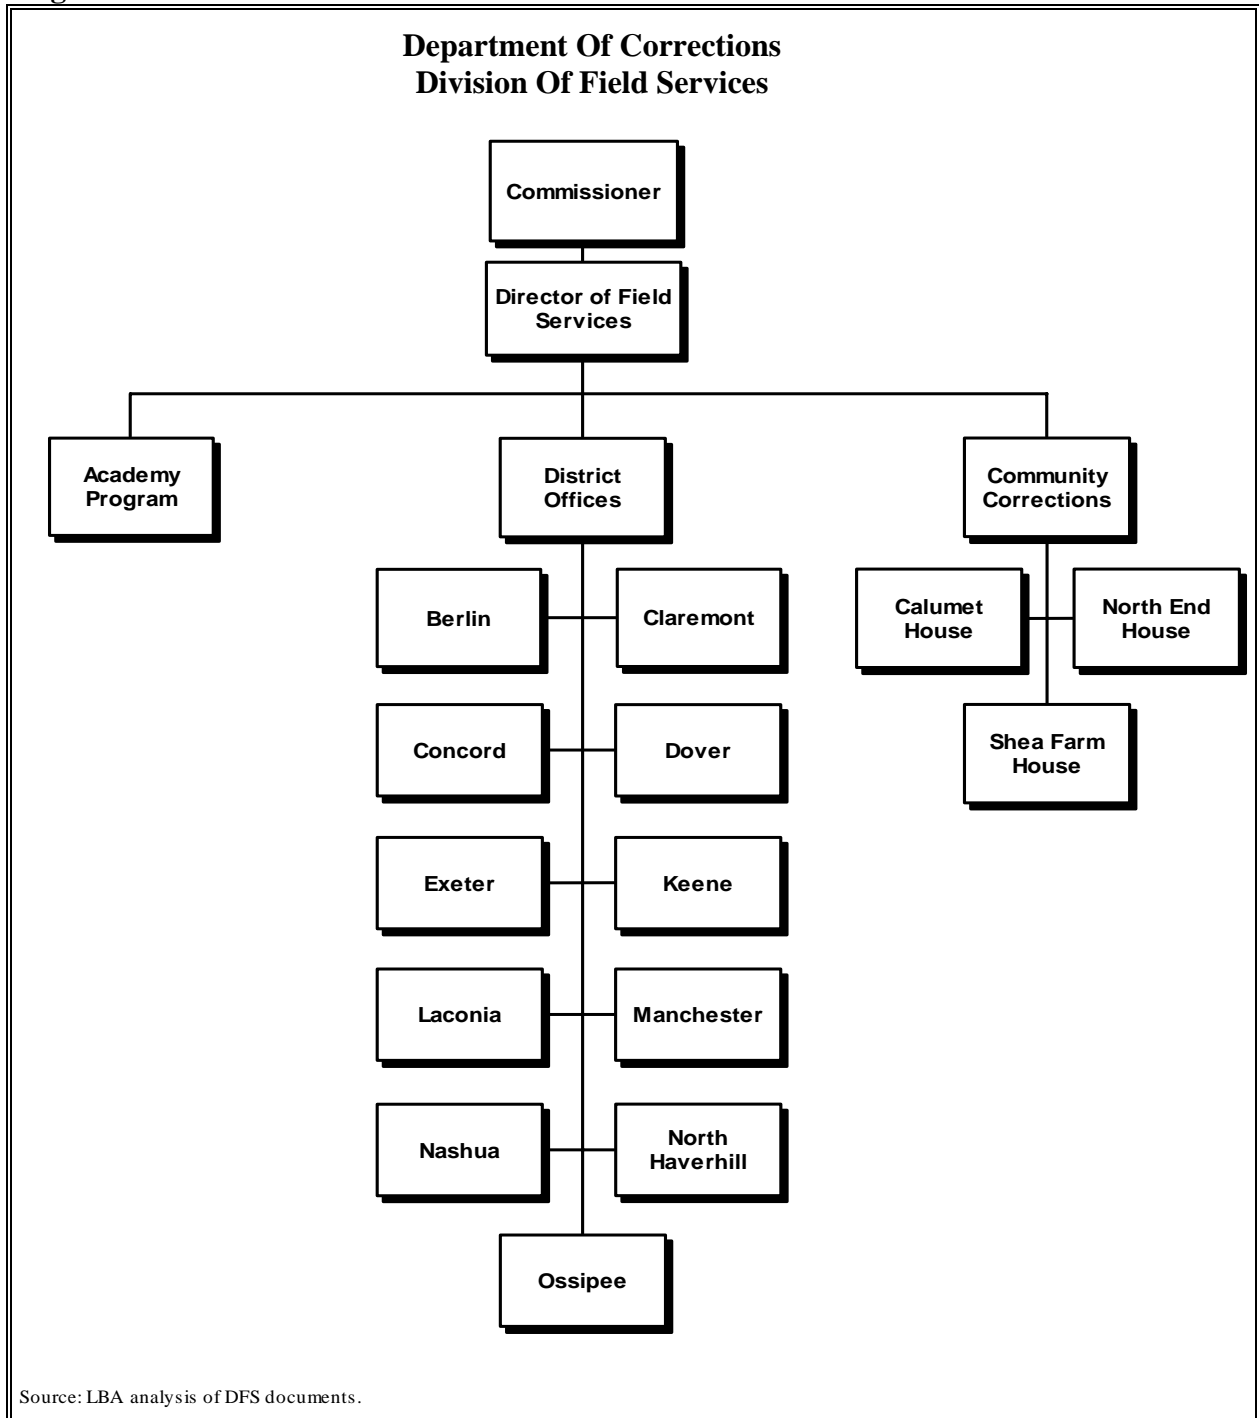 Department Of Corrections
Division Of Field Services
Commissioner
Director of Field
Services
Academy
Program
District
Offices
Community
Corrections
Berlin
Claremont
Calumet
House
North End
House
Concord
Dover
Shea Farm
House
Exeter
Keene
Laconia
Manchester
Nashua
North
Haverhill
Ossipee
Source: LBA analysis of DFS documents.